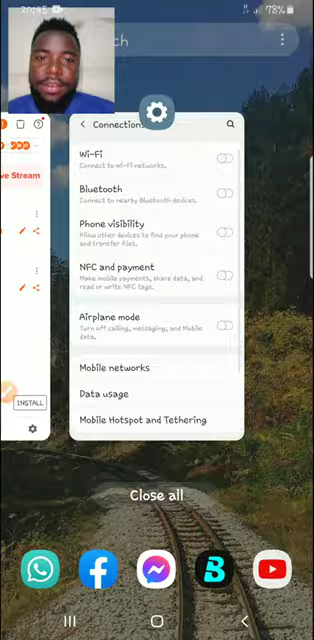 20:45
78%
ch
Connections
ve Stream
Wi-Fi
Connect to Wi-Fi networks.
Bluetooth
Connect to nearby Bluetooth devices.
Phone visibility
Allow other devices to find your phone
and transfer files.
NFC and payment
Make mobile payments, share data, and
read or write NFC tags.
Airplane mode
Turn off calling, messaging, and Mobile
data.
Mobile networks
Data usage
INSTALL
Mobile Hotspot and Tethering
Close all
B